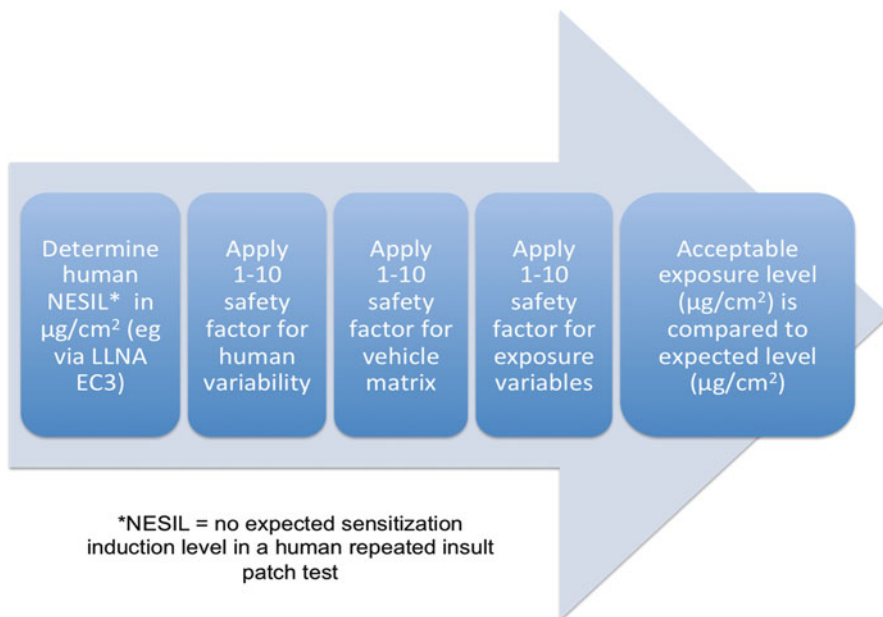 Determine
human
NESIL* in
µg/cm² (eg
via LLNA
EC3)
Apply
1-10
safety
factor for
human
variability
Apply
1-10
safety
factor for
vehicle
matrix
Apply
1-10
safety
factor for
exposure
variables
Acceptable
exposure level
(µg/cm²) is
compared to
expected level
(µg/cm²)
*NESIL = no expected sensitization
induction level in a human repeated insult
patch test